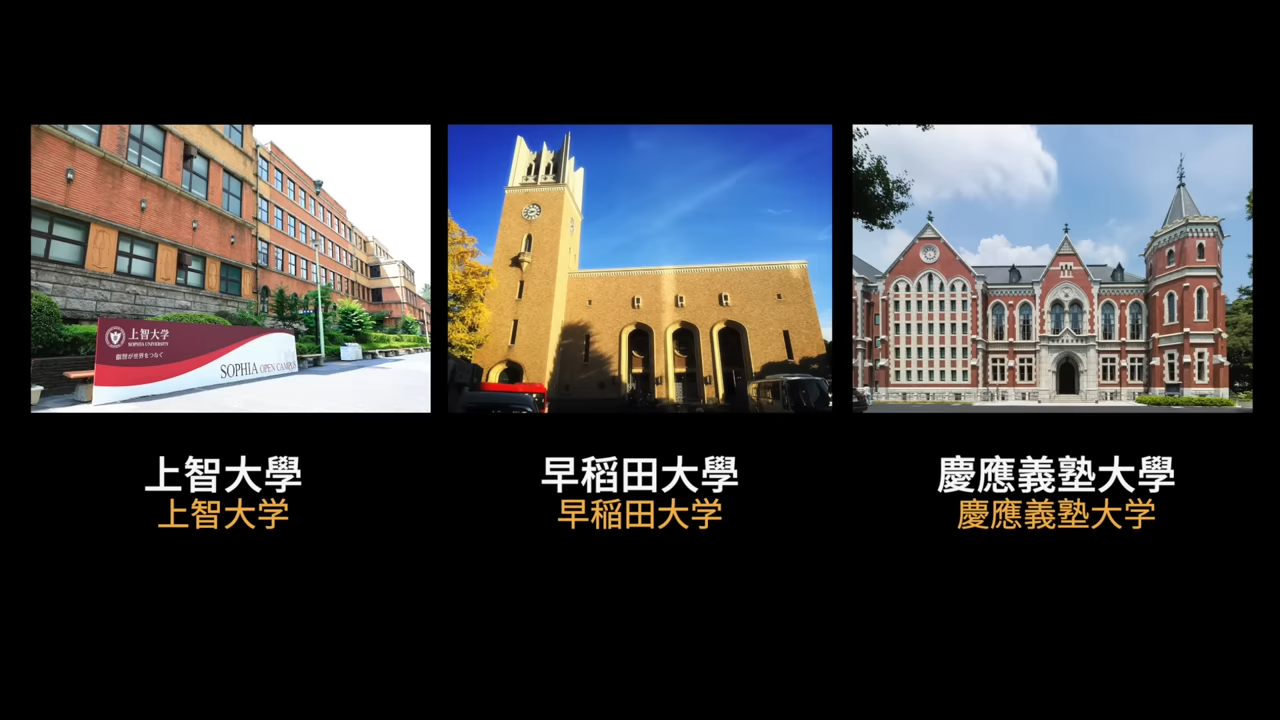 上智大学
SOPHIA UNIVERSITY
叡智が世界をつなぐ
SOPHIA OPEN CAMPUS
上智大學
上智大学
早稲田大學
早稲田大学
慶應義塾大學
慶應義塾大学